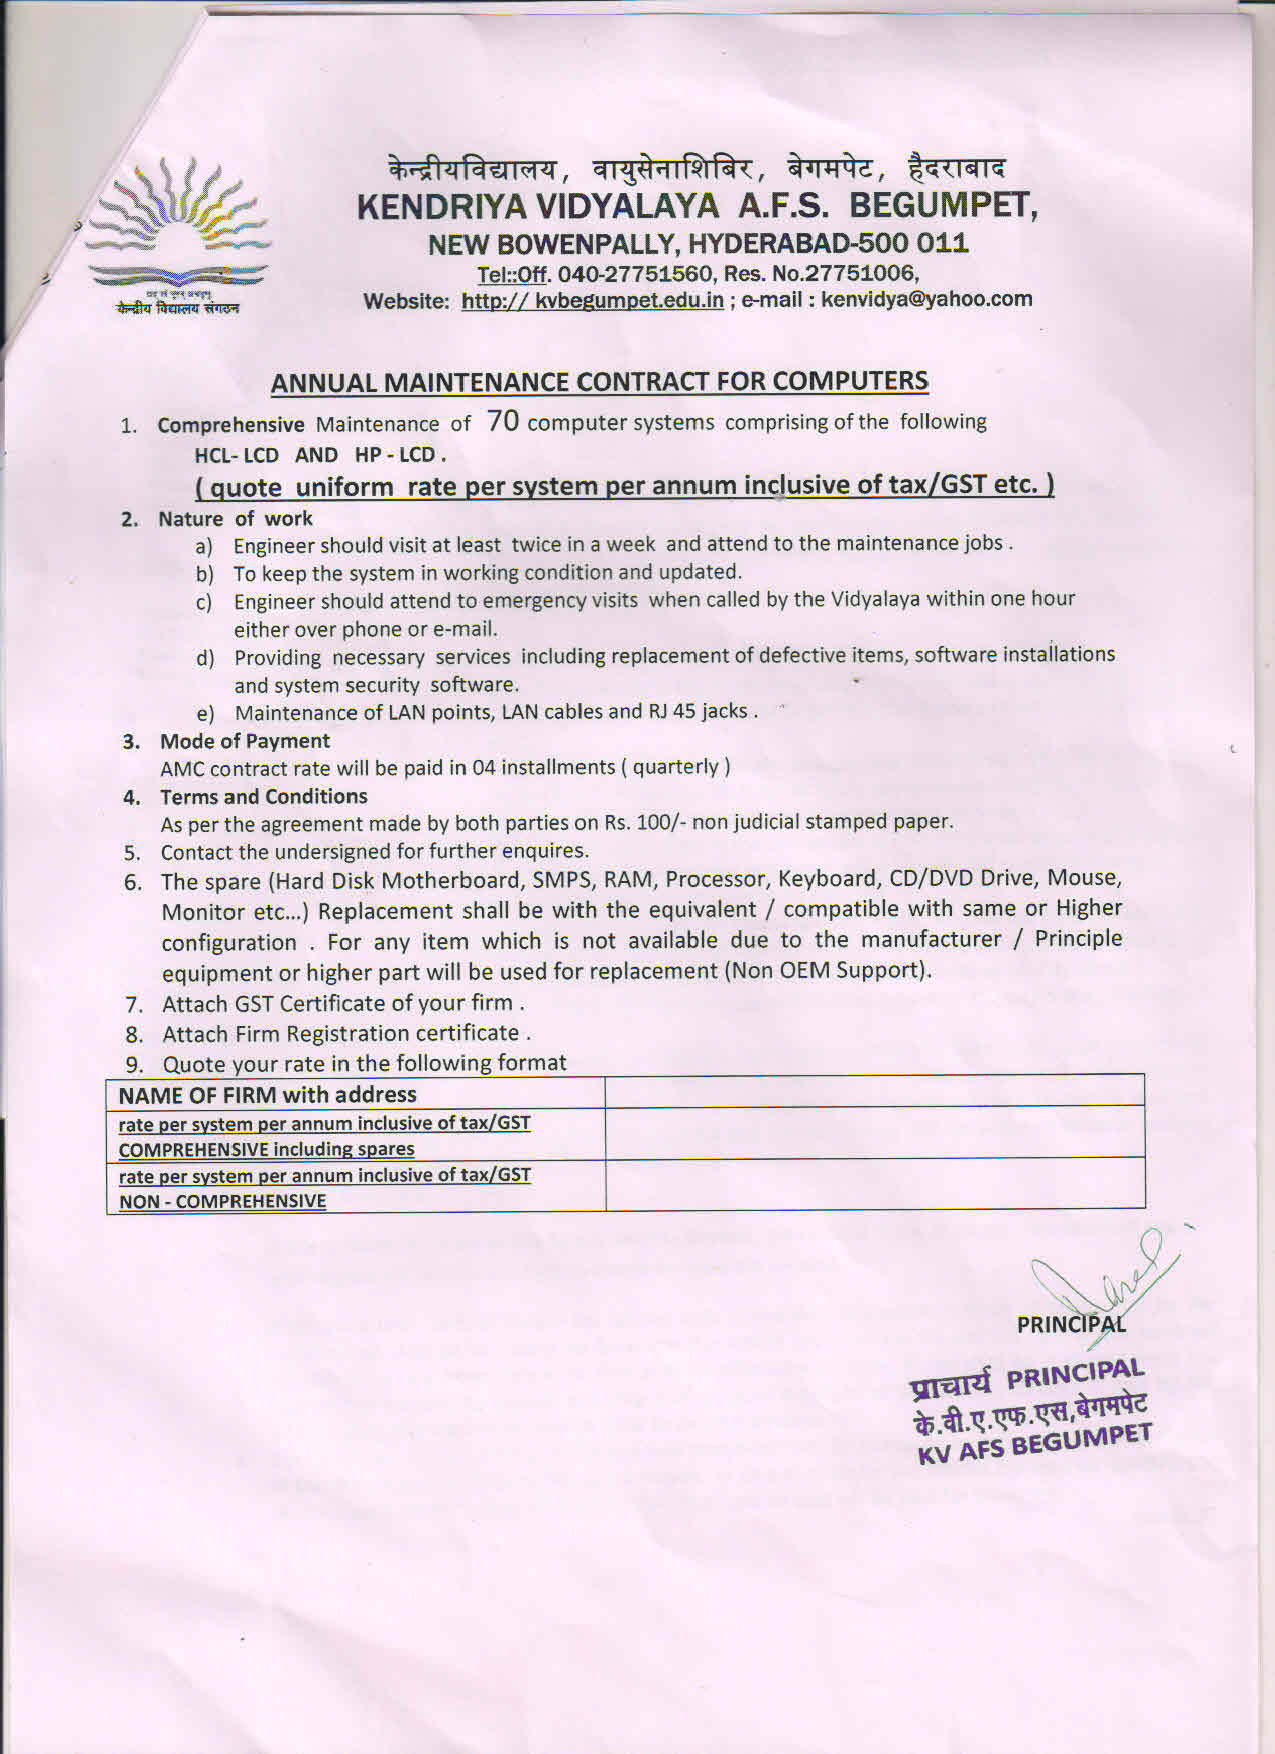 केन्द्रीयविद्यालय, वायुसेनाशिबिर, बेगमपेट, हैदराबाद
KENDRIYA VIDYALAYA A.F.S. BEGUMPET,
NEW BOWENPALLY, HYDERABAD-500 011
Tel::Off. 040-27751560, Res. No.27751006,
Website: http:// kvbegumpet.edu.in ; e-mail : kenvidya@yahoo.com
केन्द्रीय विद्यालय संगठन
ANNUAL MAINTENANCE CONTRACT FOR COMPUTERS
1. Comprehensive Maintenance of 70 computer systems comprising of the following
HCL- LCD AND HP - LCD .
( quote uniform rate per system per annum inclusive of tax/GST etc. )
2. Nature of work
a) Engineer should visit at least twice in a week and attend to the maintenance jobs .
b) To keep the system in working condition and updated.
c) Engineer should attend to emergency visits when called by the Vidyalaya within one hour
either over phone or e-mail.
d) Providing necessary services including replacement of defective items, software installations
and system security software.
e) Maintenance of LAN points, LAN cables and RJ 45 jacks .
3. Mode of Payment
AMC contract rate will be paid in 04 installments ( quarterly )
4. Terms and Conditions
As per the agreement made by both parties on Rs. 100/- non judicial stamped paper.
5. Contact the undersigned for further enquires.
6. The spare (Hard Disk Motherboard, SMPS, RAM, Processor, Keyboard, CD/DVD Drive, Mouse,
Monitor etc...) Replacement shall be with the equivalent / compatible with same or Higher
configuration . For any item which is not available due to the manufacturer / Principle
equipment or higher part will be used for replacement (Non OEM Support).
7. Attach GST Certificate of your firm .
8. Attach Firm Registration certificate .
9. Quote your rate in the following format
NAME OF FIRM with address
rate per system per annum inclusive of tax/GST
COMPREHENSIVE including spares
rate per system per annum inclusive of tax/GST
NON - COMPREHENSIVE
PRINCIPAL
प्राचार्य PRINCIPAL
के.वी.ए.एफ.एस,बेगमपेट
KV AFS BEGUMPET